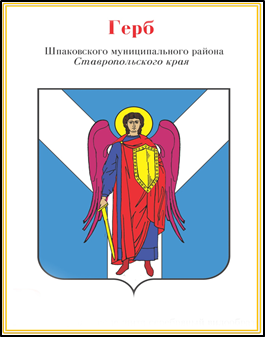 Герб
Шпаковского муниципального района
Ставропольского края